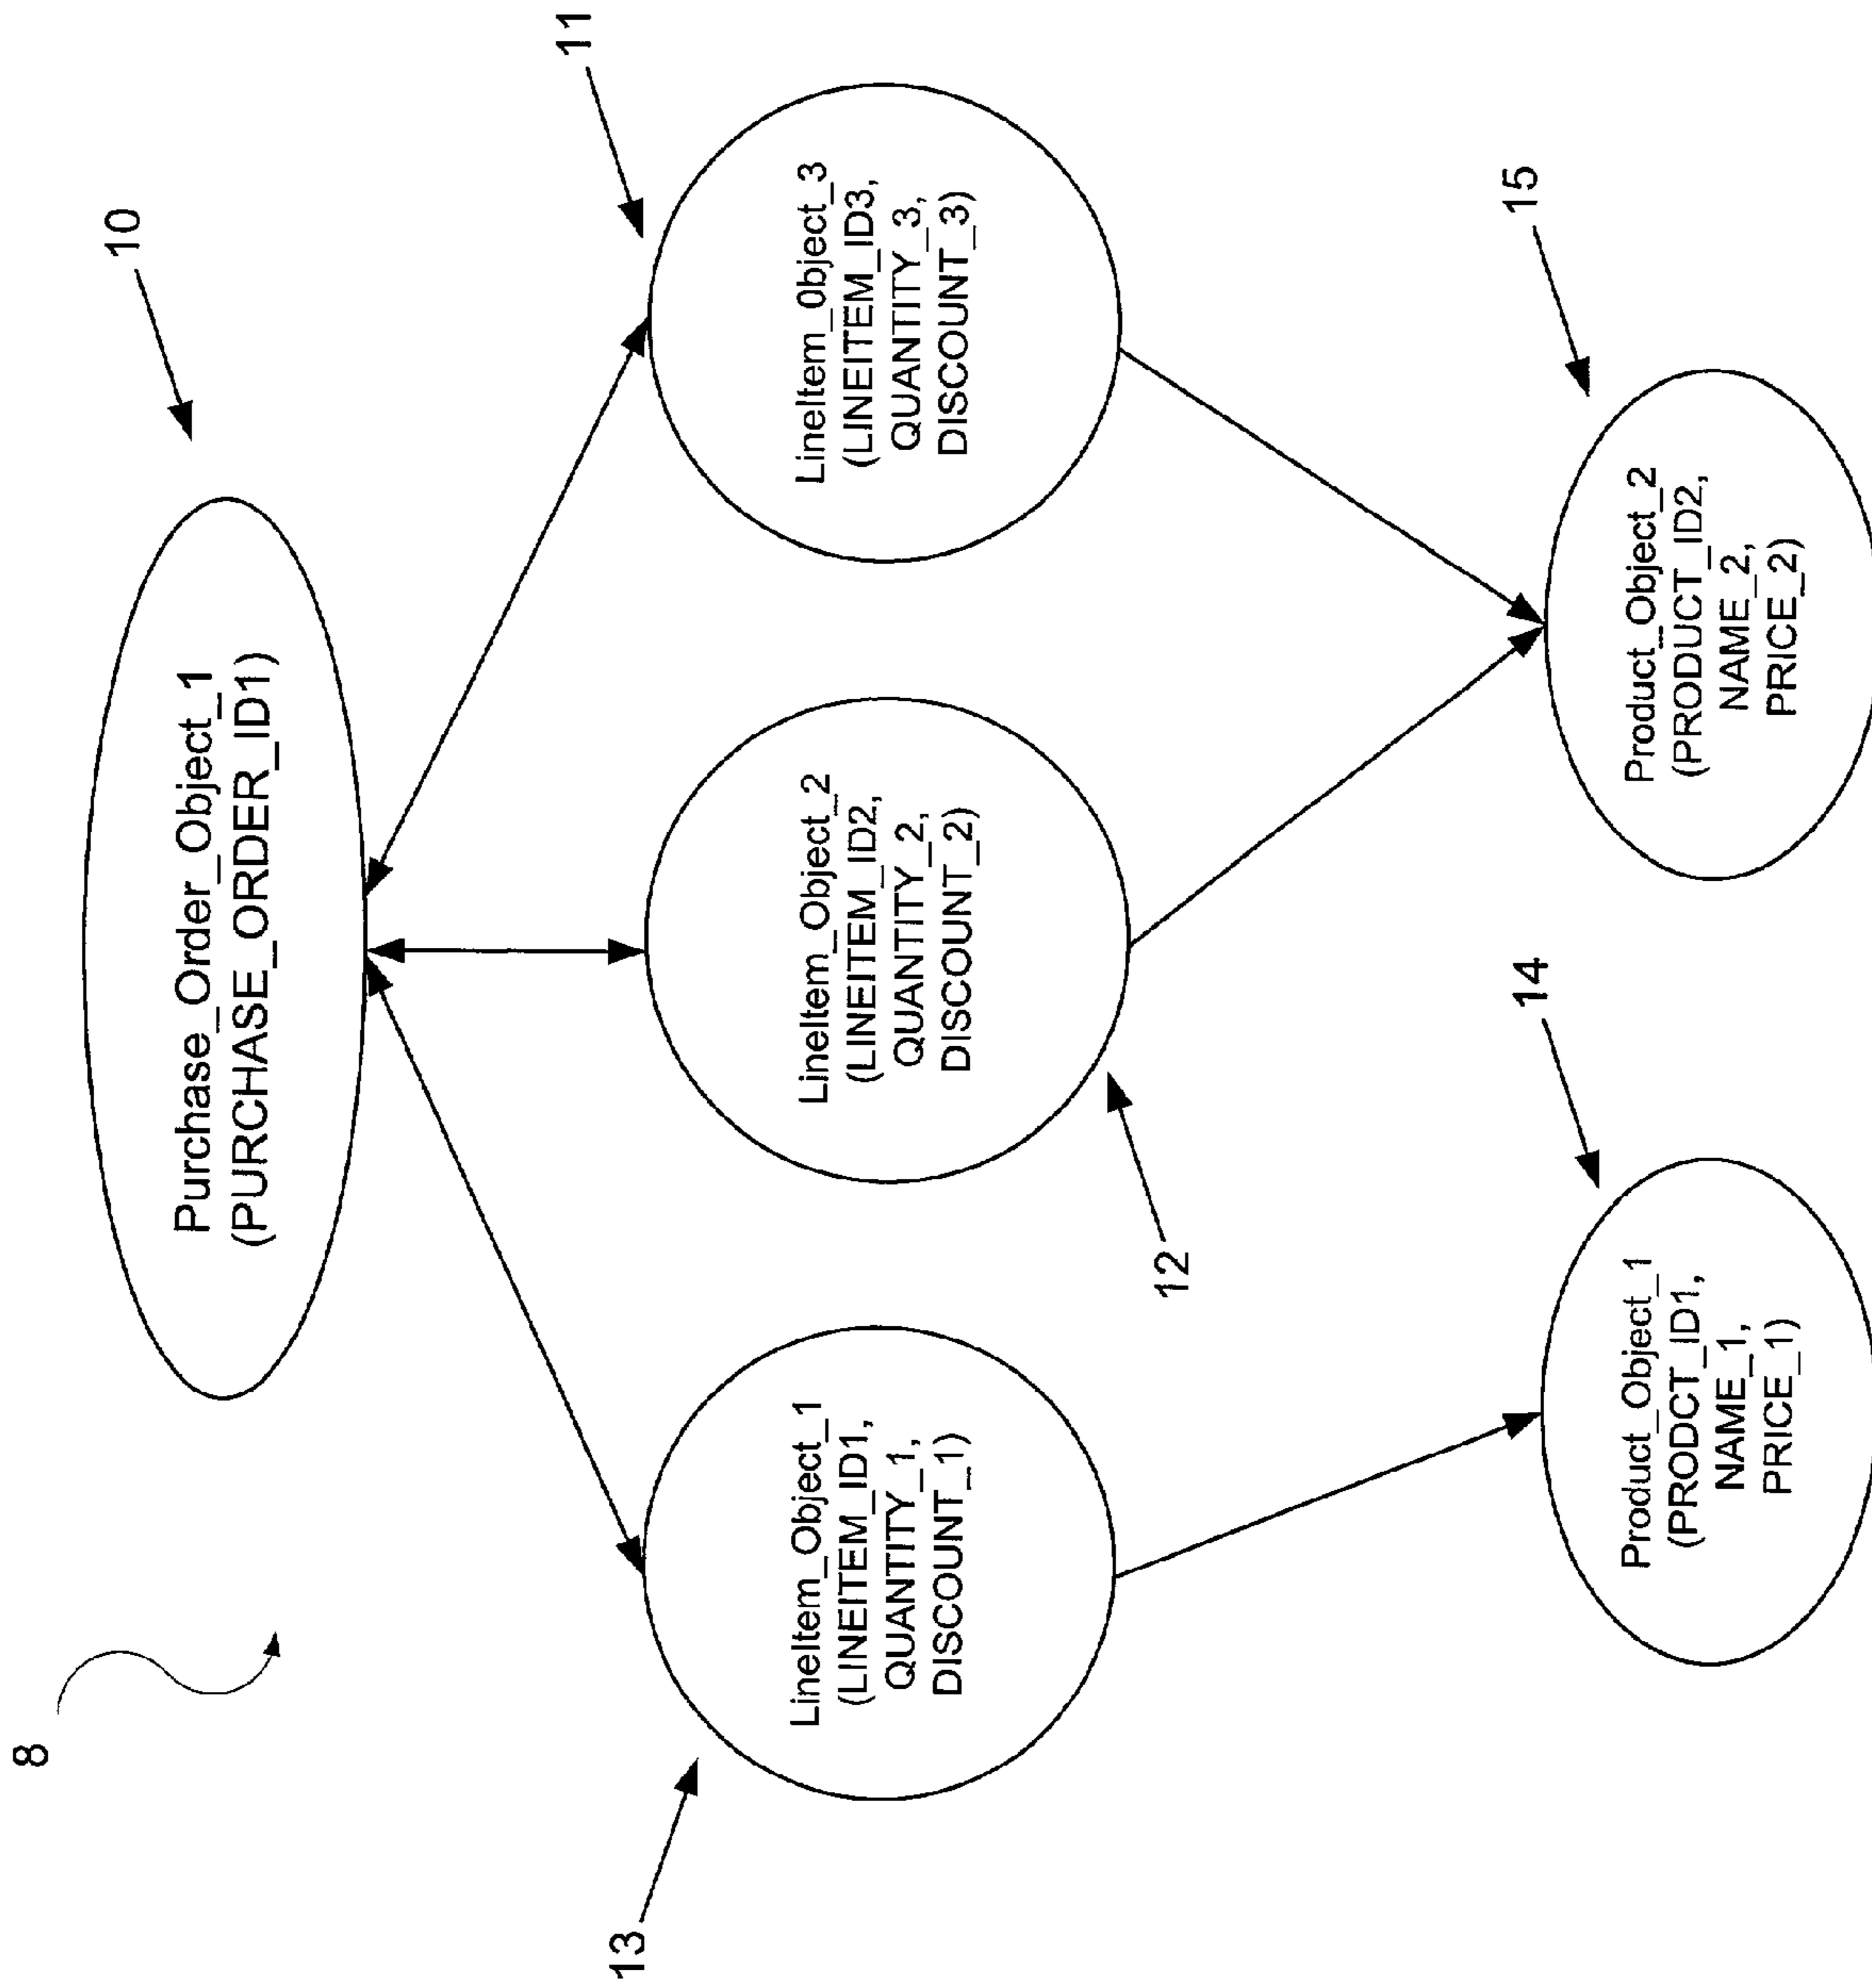 8
10
Purchase_Order_Object_1
(PURCHASE_ORDER_ID1)
13
11
LineItem_Object_1
(LINEITEM_ID1,
QUANTITY_1,
DISCOUNT_1)
LineItem_Object_2
(LINEITEM_ID2,
QUANTITY_2,
DISCOUNT_2)
LineItem_0bject_3
(LINEITEM_ID3,
QUANTITY_3,
DISCOUNT_3)
12
14
15
Product_Object_1
(PRODCT_ID1,
NAME_1,
PRICE_1)
Product_Object_2
(PRODUCT_ID2,
NAME_2,
PRICE_2)